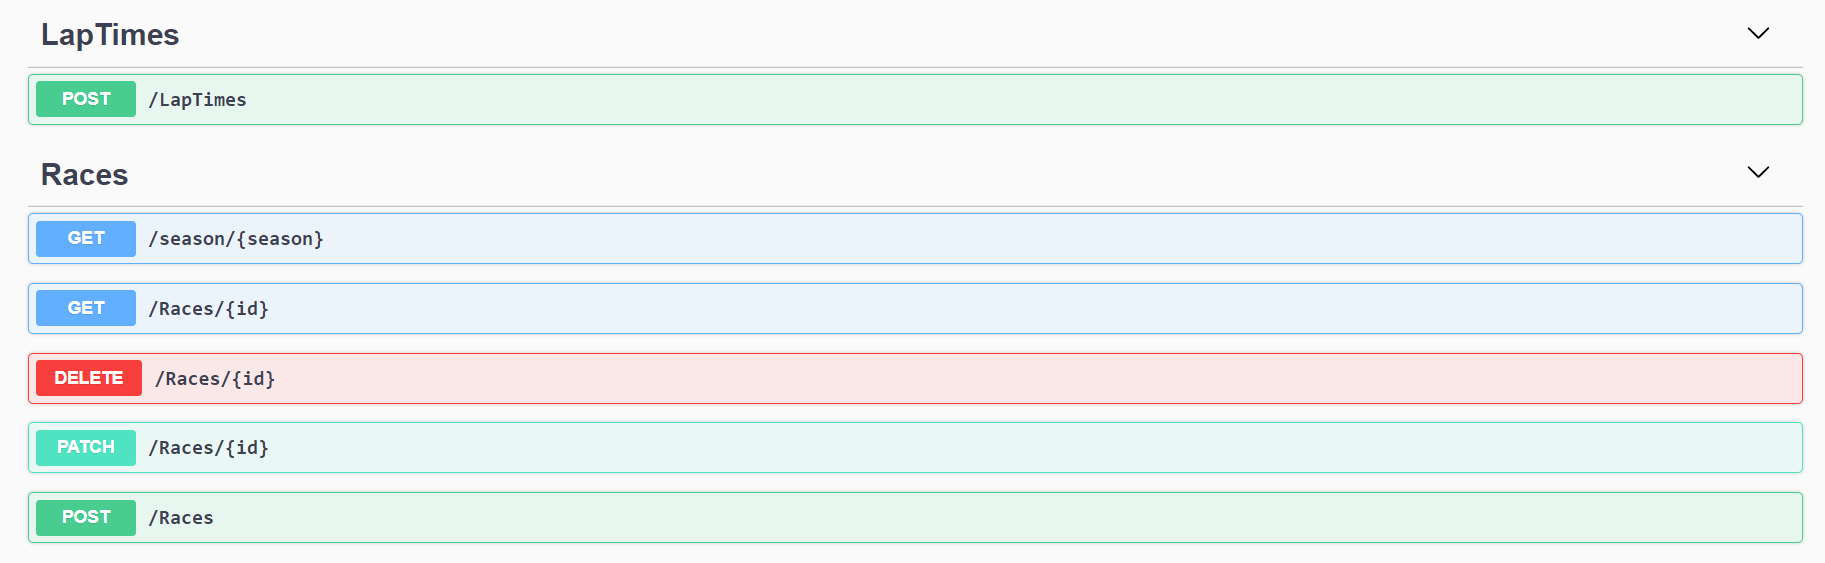 LapTimes
POST /LapTimes
Races
GET /season/{season}
GET /Races/{id}
DELETE /Races/{id}
PATCH /Races/{id}
POST /Races